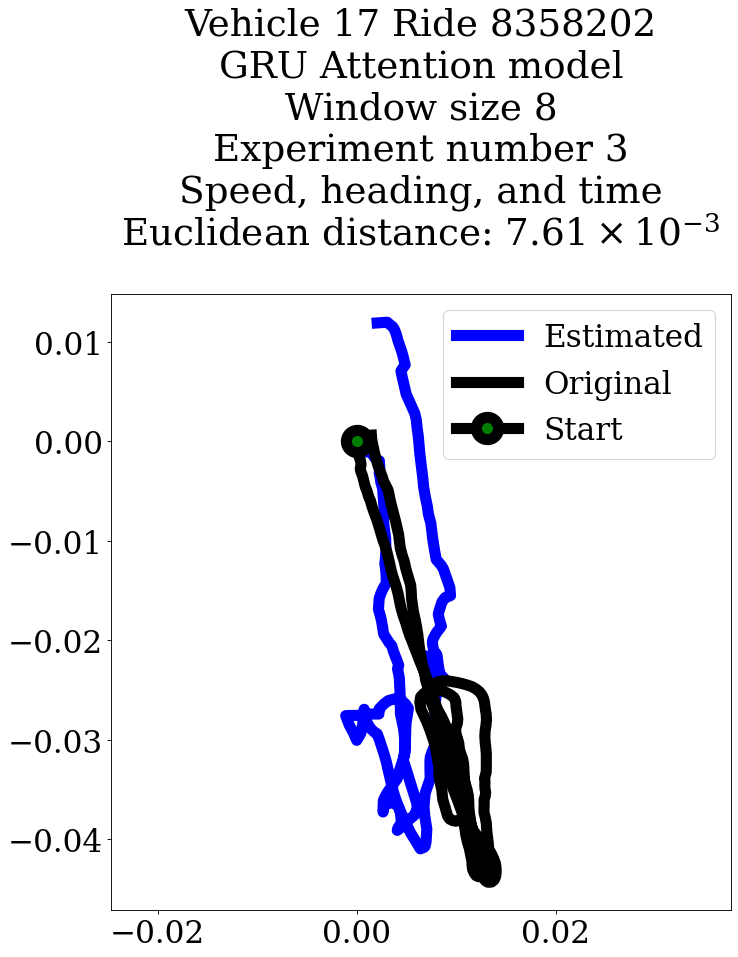 Vehicle 17 Ride 8358202
GRU Attention model
Window size 8
Experiment number 3
Speed, heading, and time
Euclidean distance: 7.61 × 10⁻³
Estimated
Original
Start
0.01
0.00
−0.01
−0.02
−0.03
−0.04
−0.02 0.00 0.02